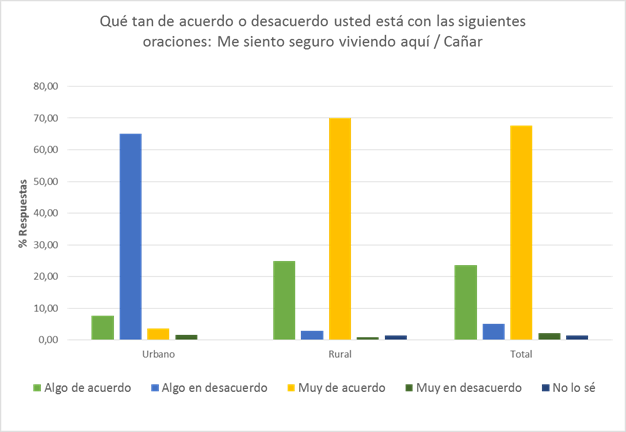 Qué tan de acuerdo o desacuerdo usted está con las siguientes
oraciones: Me siento seguro viviendo aquí / Cañar
80,00
70,00
60,00
50,00
40,00
30,00
20,00
10,00
0,00
% Respuestas
Urbano Rural Total
Algo de acuerdo Algo en desacuerdo Muy de acuerdo Muy en desacuerdo No lo sé